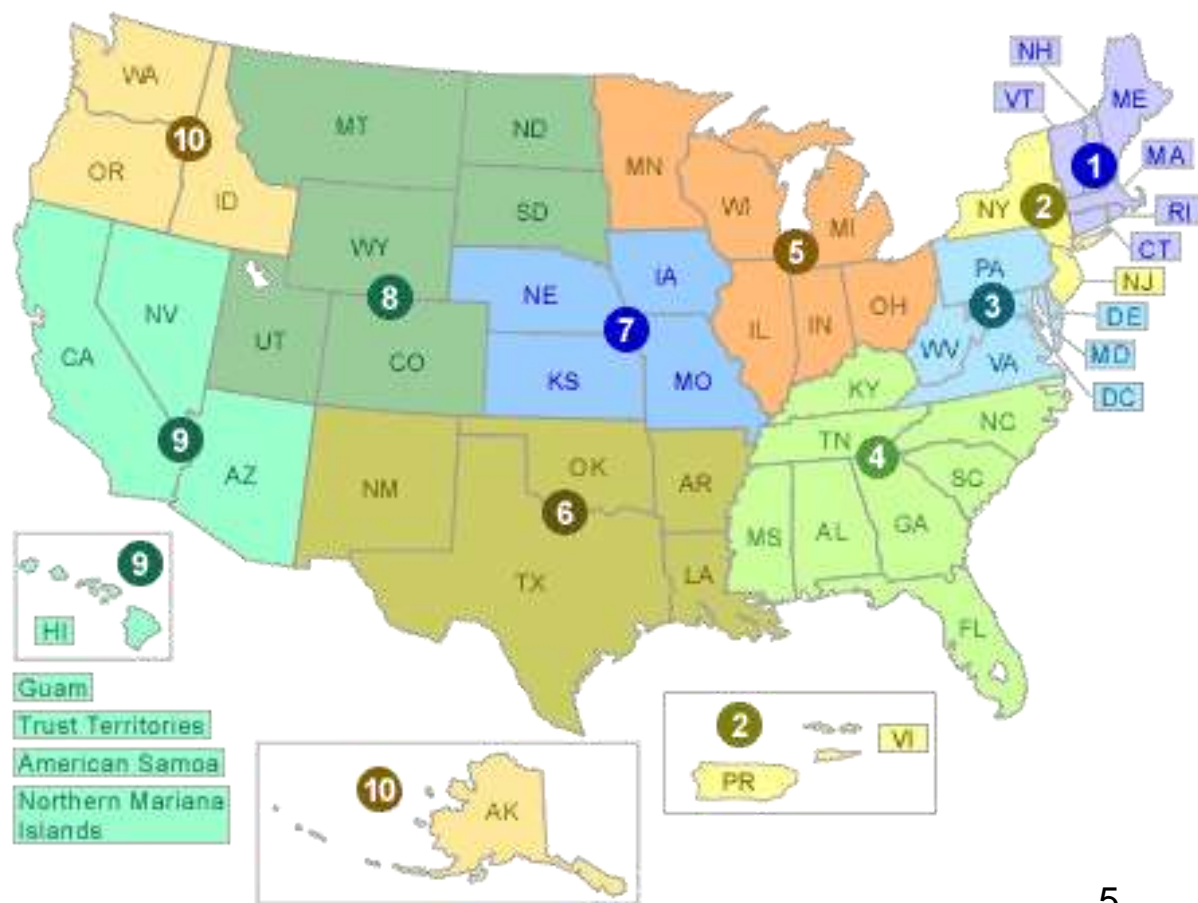 NH
VT
ME
WA
MT
ND
MN
10
1
MA
OR
ID
SD
WI
MI
NY
2
RI
WY
5
CT
PA
NJ
8
NE
IA
3
NV
7
IL
IN
OH
DE
CA
UT
CO
KS
MO
WV
VA
MD
KY
DC
9
TN
NC
4
AZ
NM
OK
AR
SC
6
MS
AL
GA
9
TX
LA
HI
FL
Guam
Trust Territories
2
VI
American Samoa
PR
10
AK
Northern Mariana
Islands
5